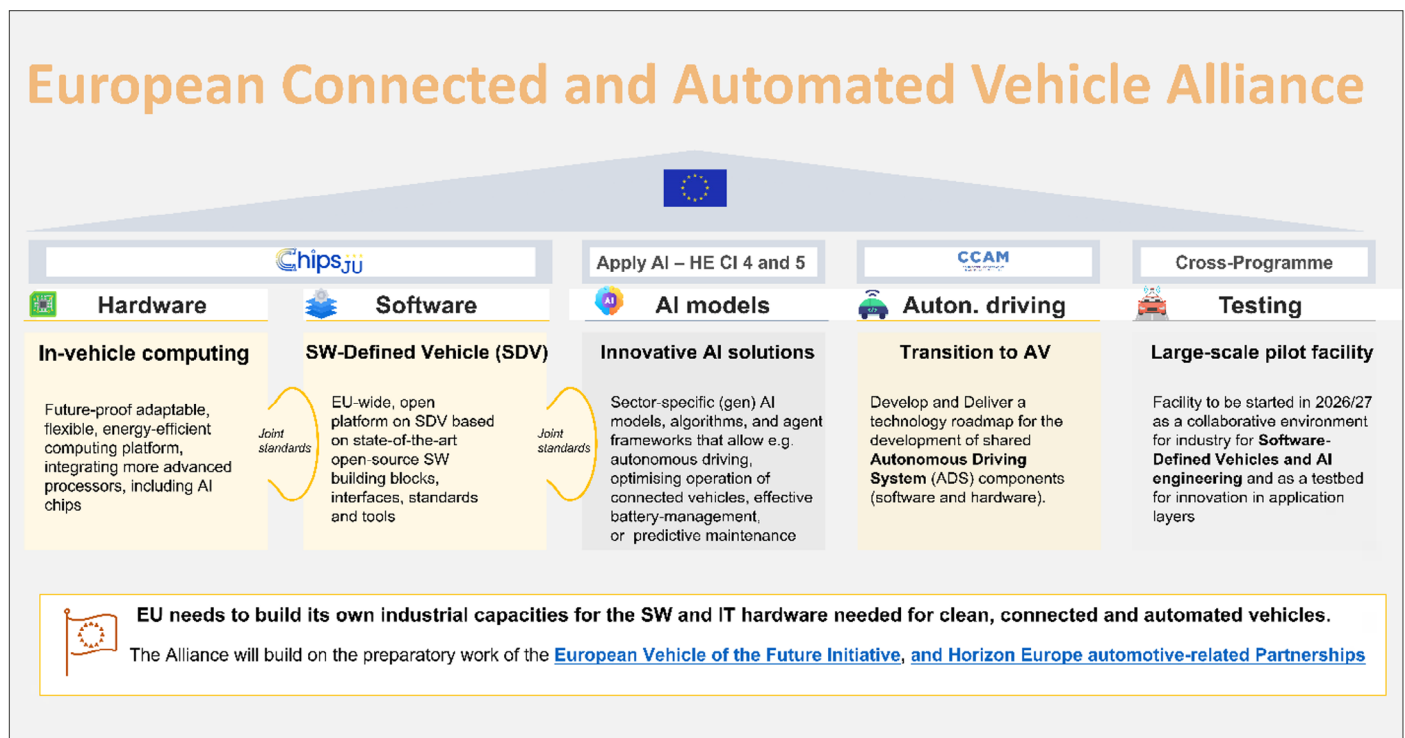 European Connected and Automated Vehicle Alliance
ChipsJU
Apply AI – HE Cl 4 and 5
CCAM
Cross-Programme
Hardware
Software
AI
AI models
Auton. driving
Testing
In-vehicle computing
Future-proof adaptable,
flexible, energy-efficient
computing platform,
integrating more advanced
processors, including AI
chips
Joint
standards
SW-Defined Vehicle (SDV)
EU-wide, open
platform on SDV based
on state-of-the-art
open-source SW
building blocks,
interfaces, standards
and tools
Joint
standards
Innovative AI solutions
Sector-specific (gen) AI
models, algorithms, and agent
frameworks that allow e.g.
autonomous driving,
optimising operation of
connected vehicles, effective
battery-management,
or predictive maintenance
Transition to AV
Develop and Deliver a
technology roadmap for the
development of shared
Autonomous Driving
System (ADS) components
(software and hardware).
Large-scale pilot facility
Facility to be started in 2026/27
as a collaborative environment
for industry for Software-
Defined Vehicles and AI
engineering and as a testbed
for innovation in application
layers
EU needs to build its own industrial capacities for the SW and IT hardware needed for clean, connected and automated vehicles.
The Alliance will build on the preparatory work of the European Vehicle of the Future Initiative, and Horizon Europe automotive-related Partnerships